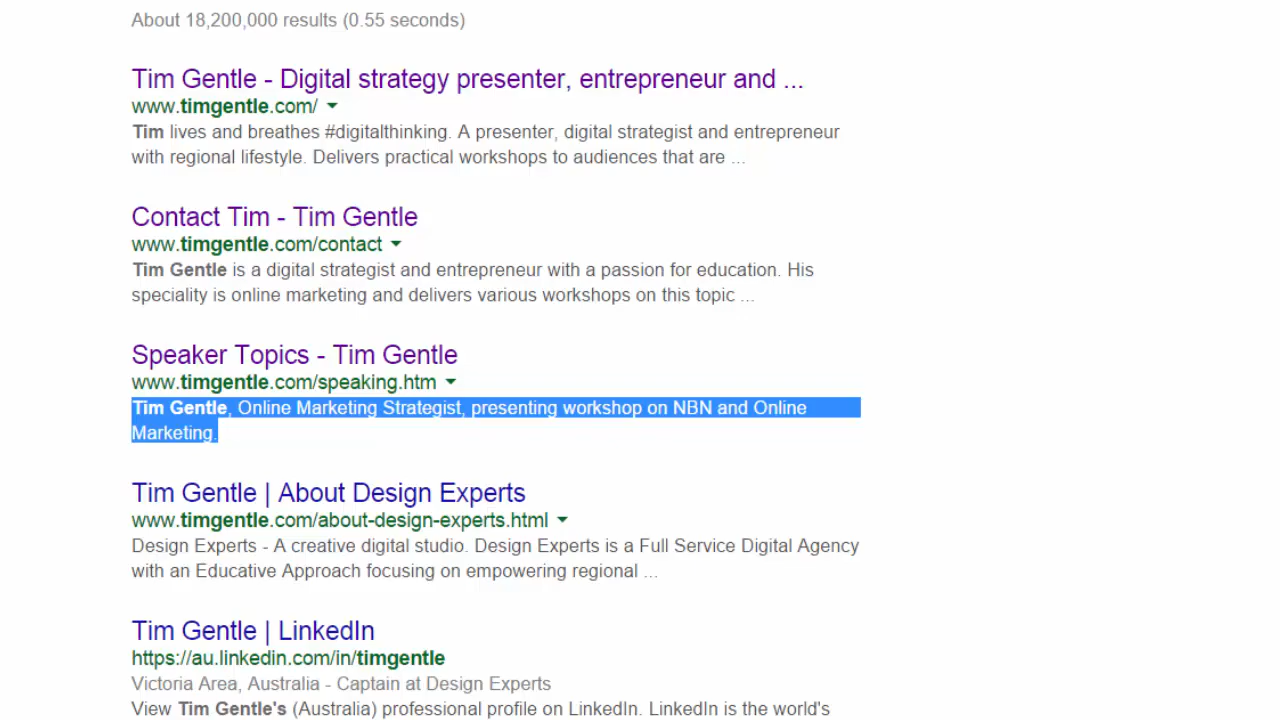 About 18,200,000 results (0.55 seconds)
Tim Gentle - Digital strategy presenter, entrepreneur and ...
www.timgentle.com/
Tim lives and breathes #digitalthinking. A presenter, digital strategist and entrepreneur
with regional lifestyle. Delivers practical workshops to audiences that are ...
Contact Tim - Tim Gentle
www.timgentle.com/contact
Tim Gentle is a digital strategist and entrepreneur with a passion for education. His
speciality is online marketing and delivers various workshops on this topic ...
Speaker Topics - Tim Gentle
www.timgentle.com/speaking.htm
Tim Gentle, Online Marketing Strategist, presenting workshop on NBN and Online
Marketing.
Tim Gentle | About Design Experts
www.timgentle.com/about-design-experts.html
Design Experts - A creative digital studio. Design Experts is a Full Service Digital Agency
with an Educative Approach focusing on empowering regional ...
Tim Gentle | LinkedIn
https://au.linkedin.com/in/timgentle
Victoria Area, Australia - Captain at Design Experts
View Tim Gentle's (Australia) professional profile on LinkedIn. LinkedIn is the world's